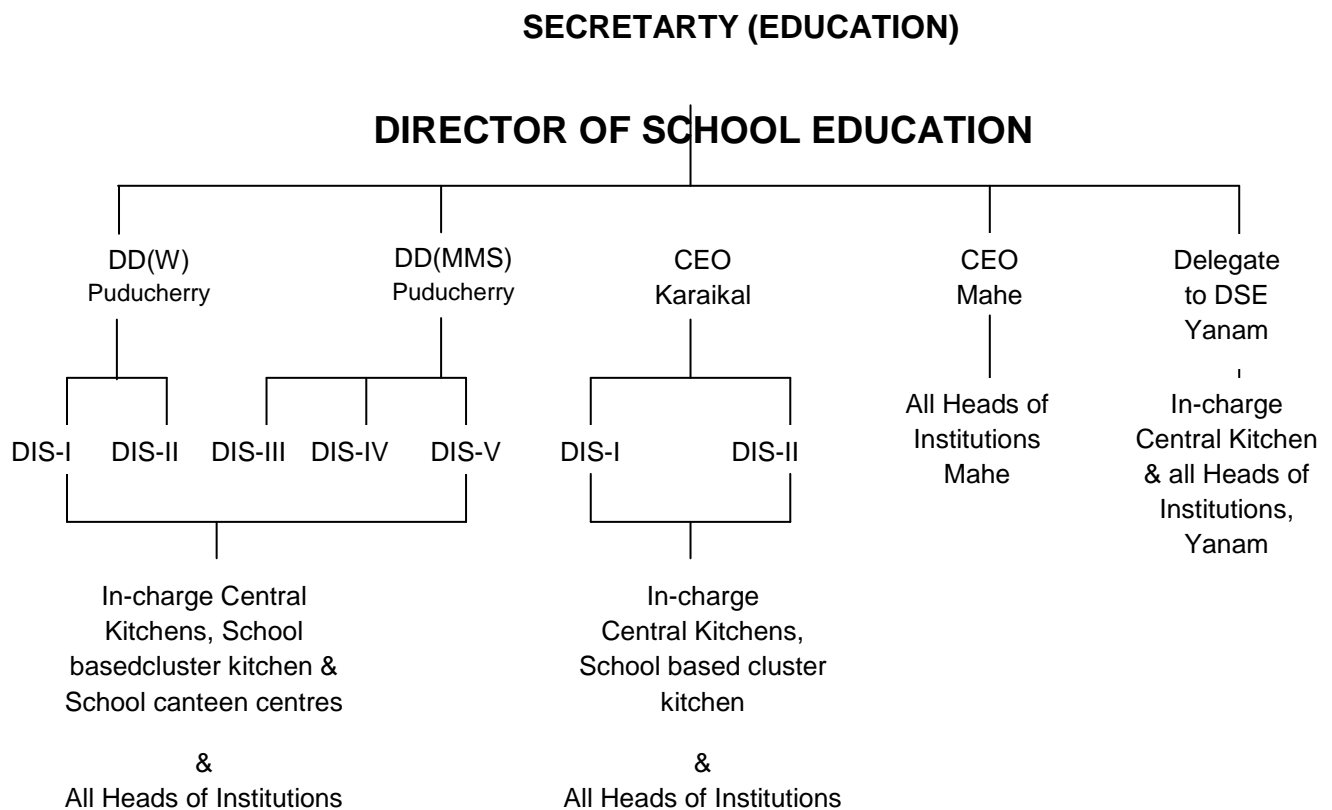 SECRETARTY (EDUCATION)
DIRECTOR OF SCHOOL EDUCATION
DD(W)
Puducherry
DD(MMS)
Puducherry
CEO
Karaikal
CEO
Mahe
Delegate
to DSE
Yanam
DIS-I
DIS-II
DIS-III
DIS-IV
DIS-V
DIS-I
DIS-II
All Heads of
Institutions
Mahe
In-charge
Central Kitchen
& all Heads of
Institutions,
Yanam
In-charge Central
Kitchens, School
basedcluster kitchen &
School canteen centres
&
All Heads of Institutions
In-charge
Central Kitchens,
School based cluster
kitchen
&
All Heads of Institutions